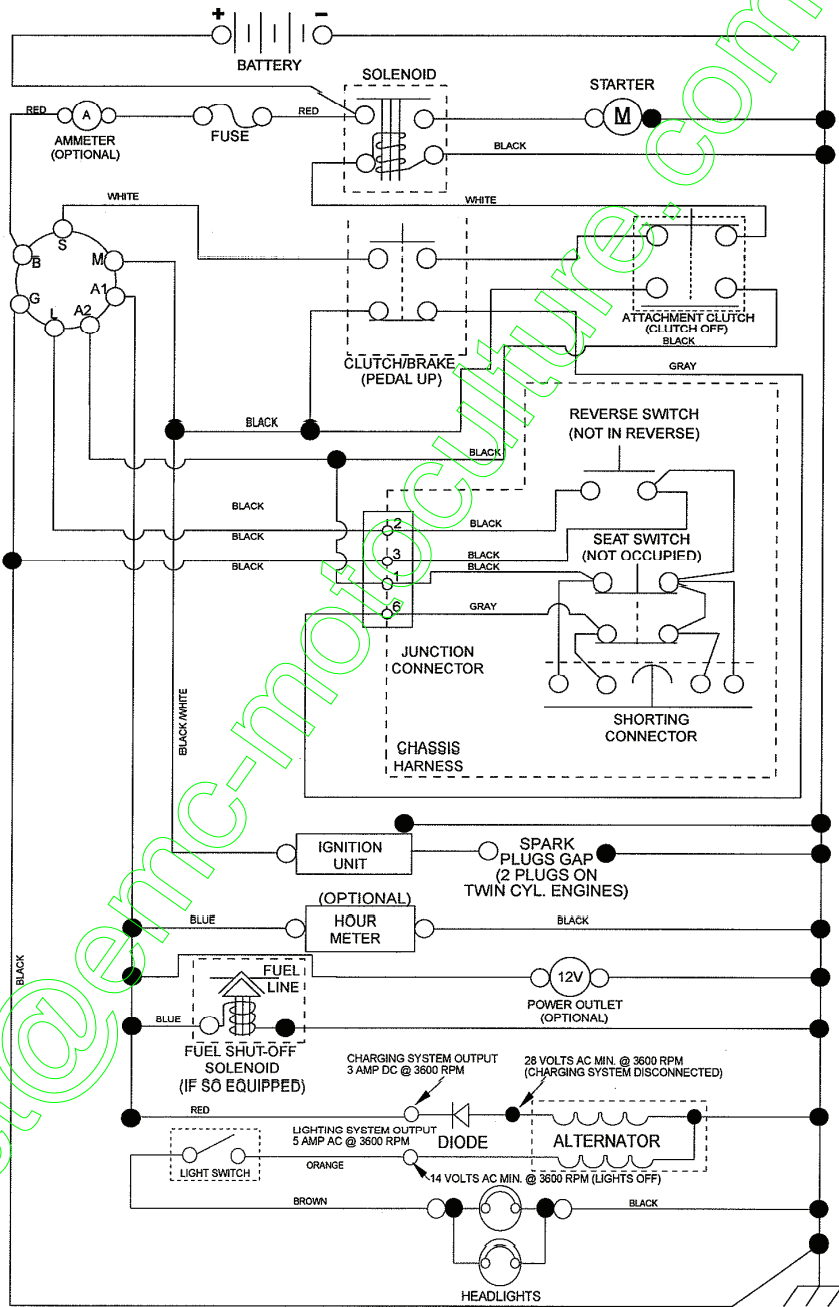 + -
BATTERY
SOLENOID
STARTER
RED
A
AMMETER
(OPTIONAL)
FUSE
RED
M
BLACK
WHITE
WHITE
S
B
M
G
A1
L
A2
ATTACHMENT CLUTCH
(CLUTCH OFF)
BLACK
CLUTCH/BRAKE
(PEDAL UP)
GRAY
REVERSE SWITCH
(NOT IN REVERSE)
BLACK
BLACK
BLACK
2
BLACK
SEAT SWITCH
(NOT OCCUPIED)
BLACK
3
BLACK
BLACK
1
BLACK
6
GRAY
JUNCTION
CONNECTOR
SHORTING
CONNECTOR
BLACK/WHITE
CHASSIS
HARNESS
IGNITION
UNIT
SPARK
PLUGS GAP
(2 PLUGS ON
TWIN CYL. ENGINES)
(OPTIONAL)
BLUE
HOUR
METER
BLACK
BLACK
FUEL
LINE
12V
POWER OUTLET
(OPTIONAL)
BLUE
FUEL SHUT-OFF
SOLENOID
(IF SO EQUIPPED)
CHARGING SYSTEM OUTPUT
3 AMP DC @ 3600 RPM
28 VOLTS AC MIN. @ 3600 RPM
(CHARGING SYSTEM DISCONNECTED)
RED
LIGHTING SYSTEM OUTPUT
5 AMP AC @ 3600 RPM
DIODE
ALTERNATOR
LIGHT SWITCH
ORANGE
14 VOLTS AC MIN. @ 3600 RPM (LIGHTS OFF)
BROWN
BLACK
HEADLIGHTS
t@emc-motoculture.com